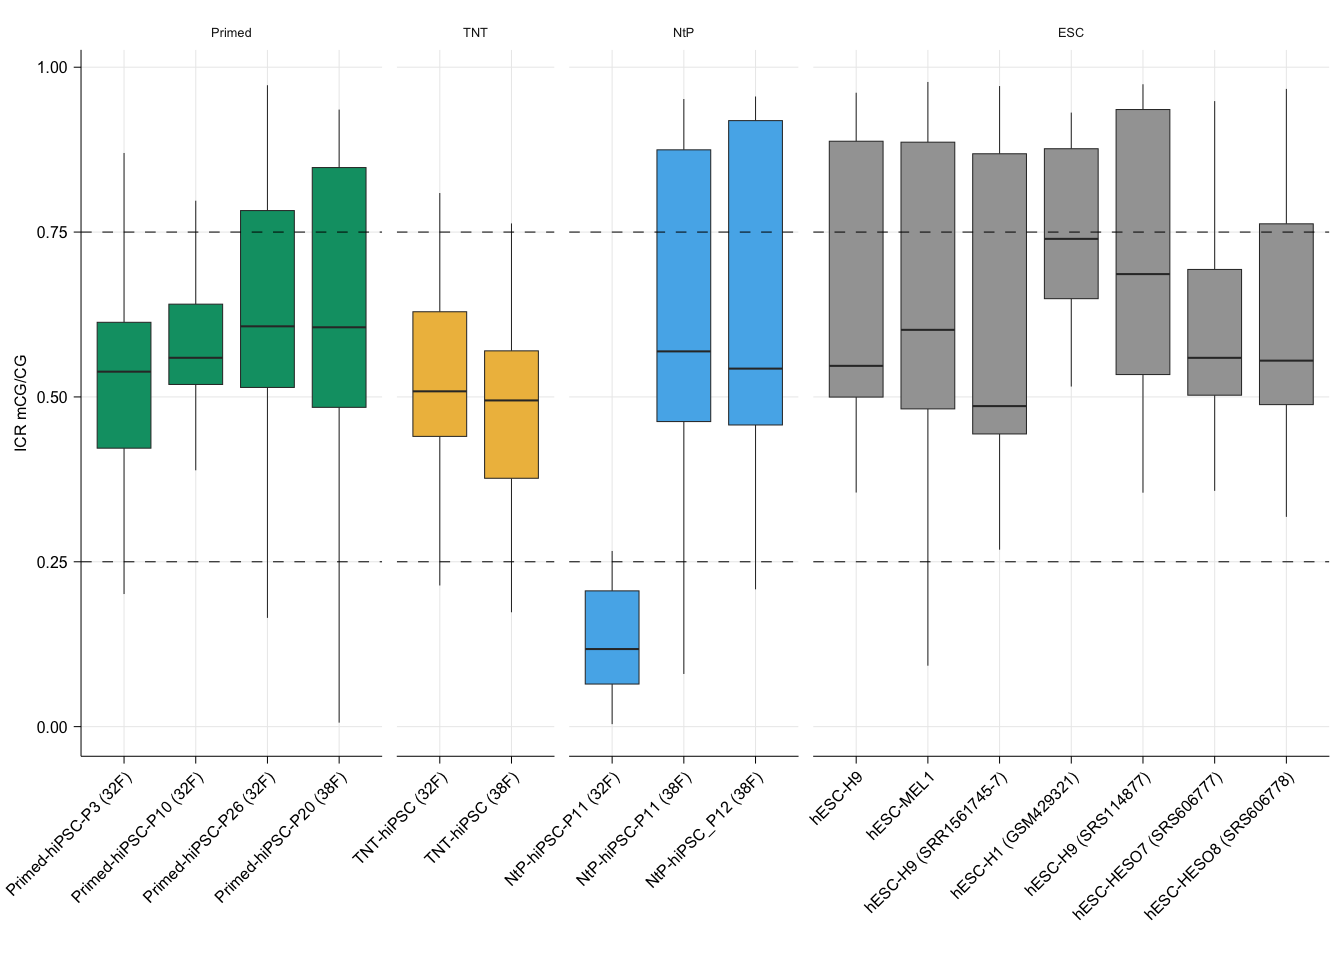 Primed
TNT
NtP
ESC
ICR mCG/CG
1.00
0.75
0.50
0.25
0.00
Primed-hiPSC-P3 (32F)
Primed-hiPSC-P10 (32F)
Primed-hiPSC-P26 (32F)
Primed-hiPSC-P20 (38F)
TNT-hiPSC (32F)
TNT-hiPSC (38F)
NtP-hiPSC-P11 (32F)
NtP-hiPSC-P11 (38F)
NtP-hiPSC_P12 (38F)
hESC-H9
hESC-MEL1
hESC-H9 (SRR1561745-7)
hESC-H1 (GSM429321)
hESC-H9 (SRS114877)
hESC-HESO7 (SRS606777)
hESC-HESO8 (SRS606778)